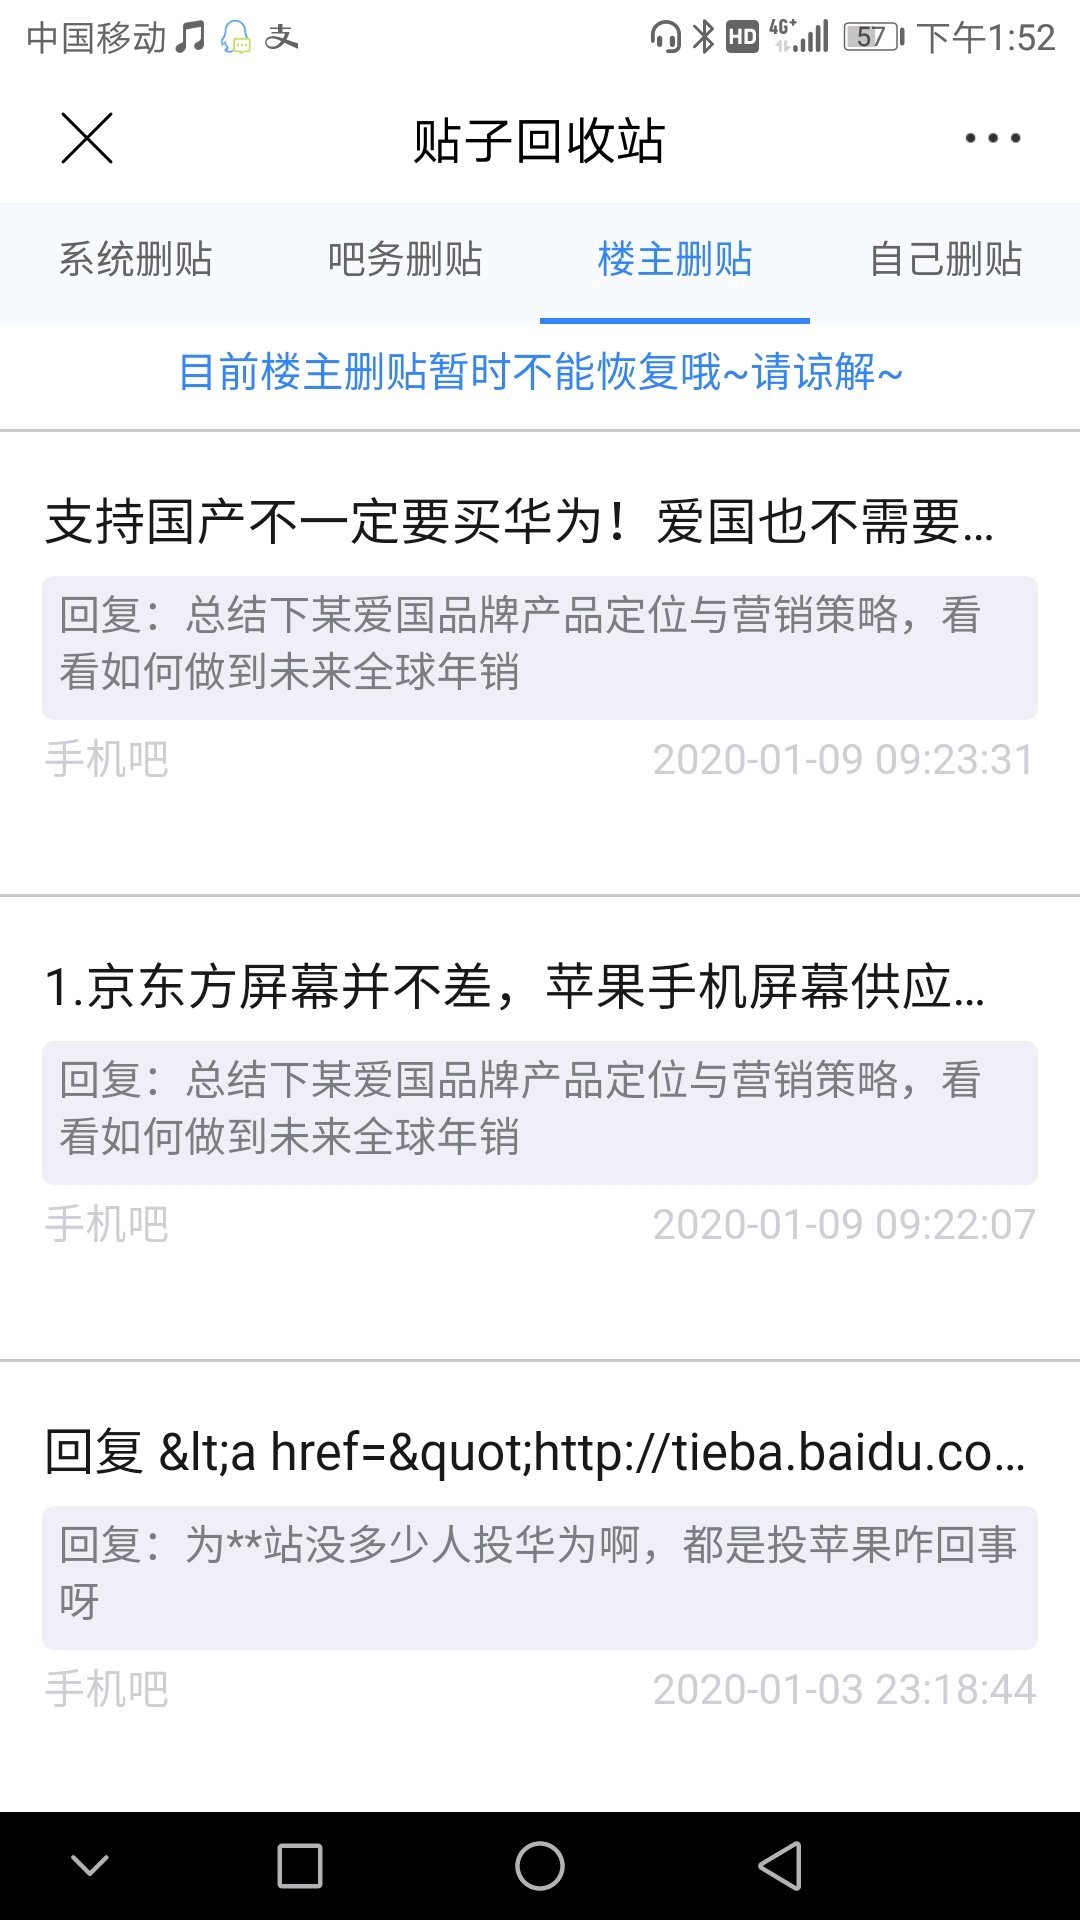 中国移动 HD 4G+ 57 下午1:52
贴子回收站
系统删贴 吧务删贴 楼主删贴 自己删贴
目前楼主删贴暂时不能恢复哦~请谅解~
支持国产不一定要买华为！爱国也不需要...
回复：总结下某爱国品牌产品定位与营销策略，看
看如何做到未来全球年销
手机吧 2020-01-09 09:23:31
1.京东方屏幕并不差，苹果手机屏幕供应...
回复：总结下某爱国品牌产品定位与营销策略，看
看如何做到未来全球年销
手机吧 2020-01-09 09:22:07
回复 &lt;a href=&quot;http://tieba.baidu.co...
回复：为**站没多少人投华为啊，都是投苹果咋回事
呀
手机吧 2020-01-03 23:18:44